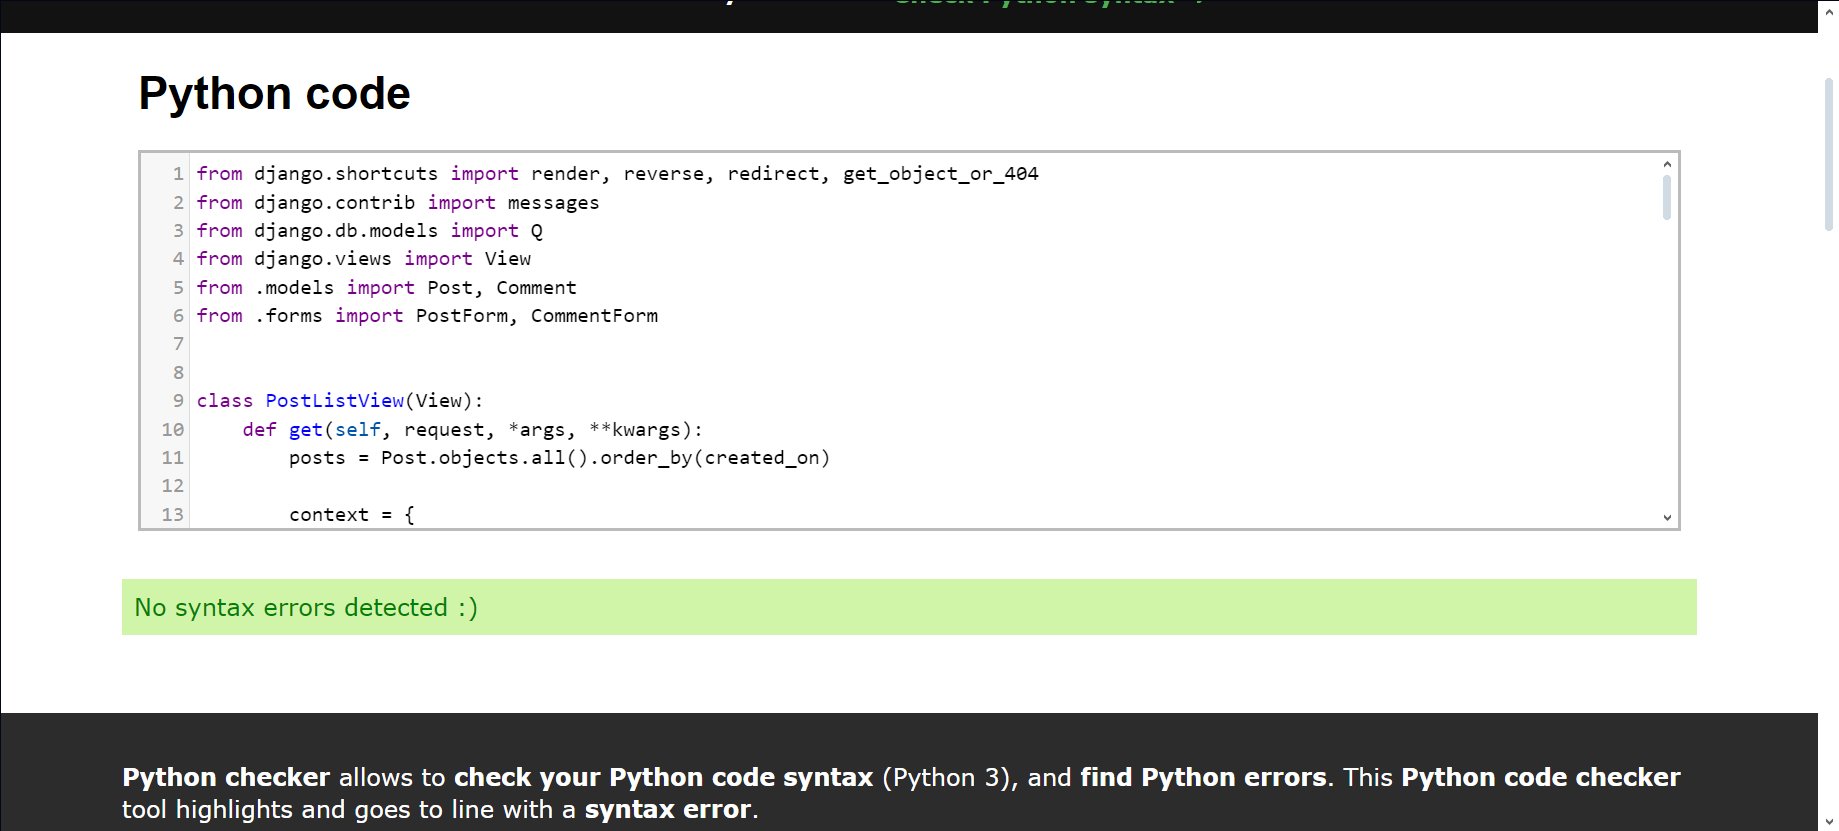 Python code
1 from django.shortcuts import render, reverse, redirect, get_object_or_404
2 from django.contrib import messages
3 from django.db.models import Q
4 from django.views import View
5 from .models import Post, Comment
6 from .forms import PostForm, CommentForm
7
8
9 class PostListView(View):
10     def get(self, request, *args, **kwargs):
11         posts = Post.objects.all().order_by(created_on)
12
13         context = {
No syntax errors detected :)
Python checker allows to check your Python code syntax (Python 3), and find Python errors. This Python code checker
tool highlights and goes to line with a syntax error.